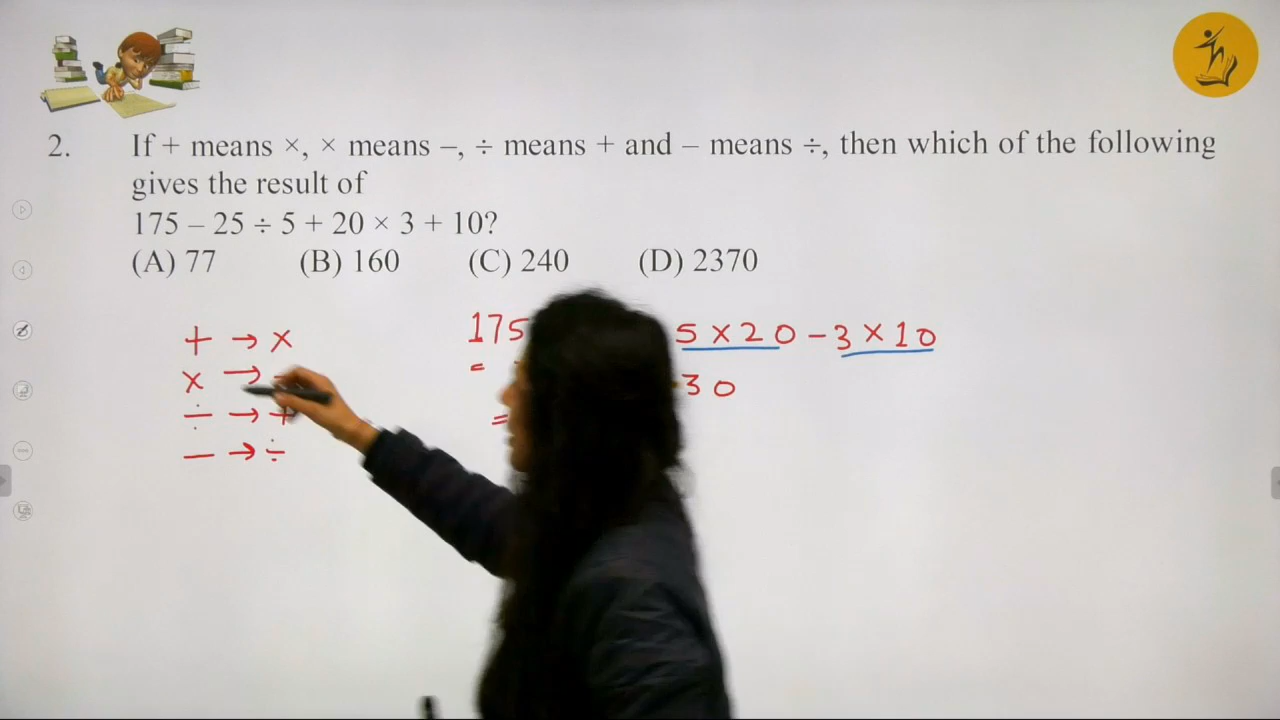 2. If + means ×, × means –, ÷ means + and – means ÷, then which of the following
gives the result of
175 – 25 ÷ 5 + 20 × 3 + 10?
(A) 77 (B) 160 (C) 240 (D) 2370
+ → × 175 5 × 20 – 3 × 10
× → = 30
÷ → + =
– → ÷